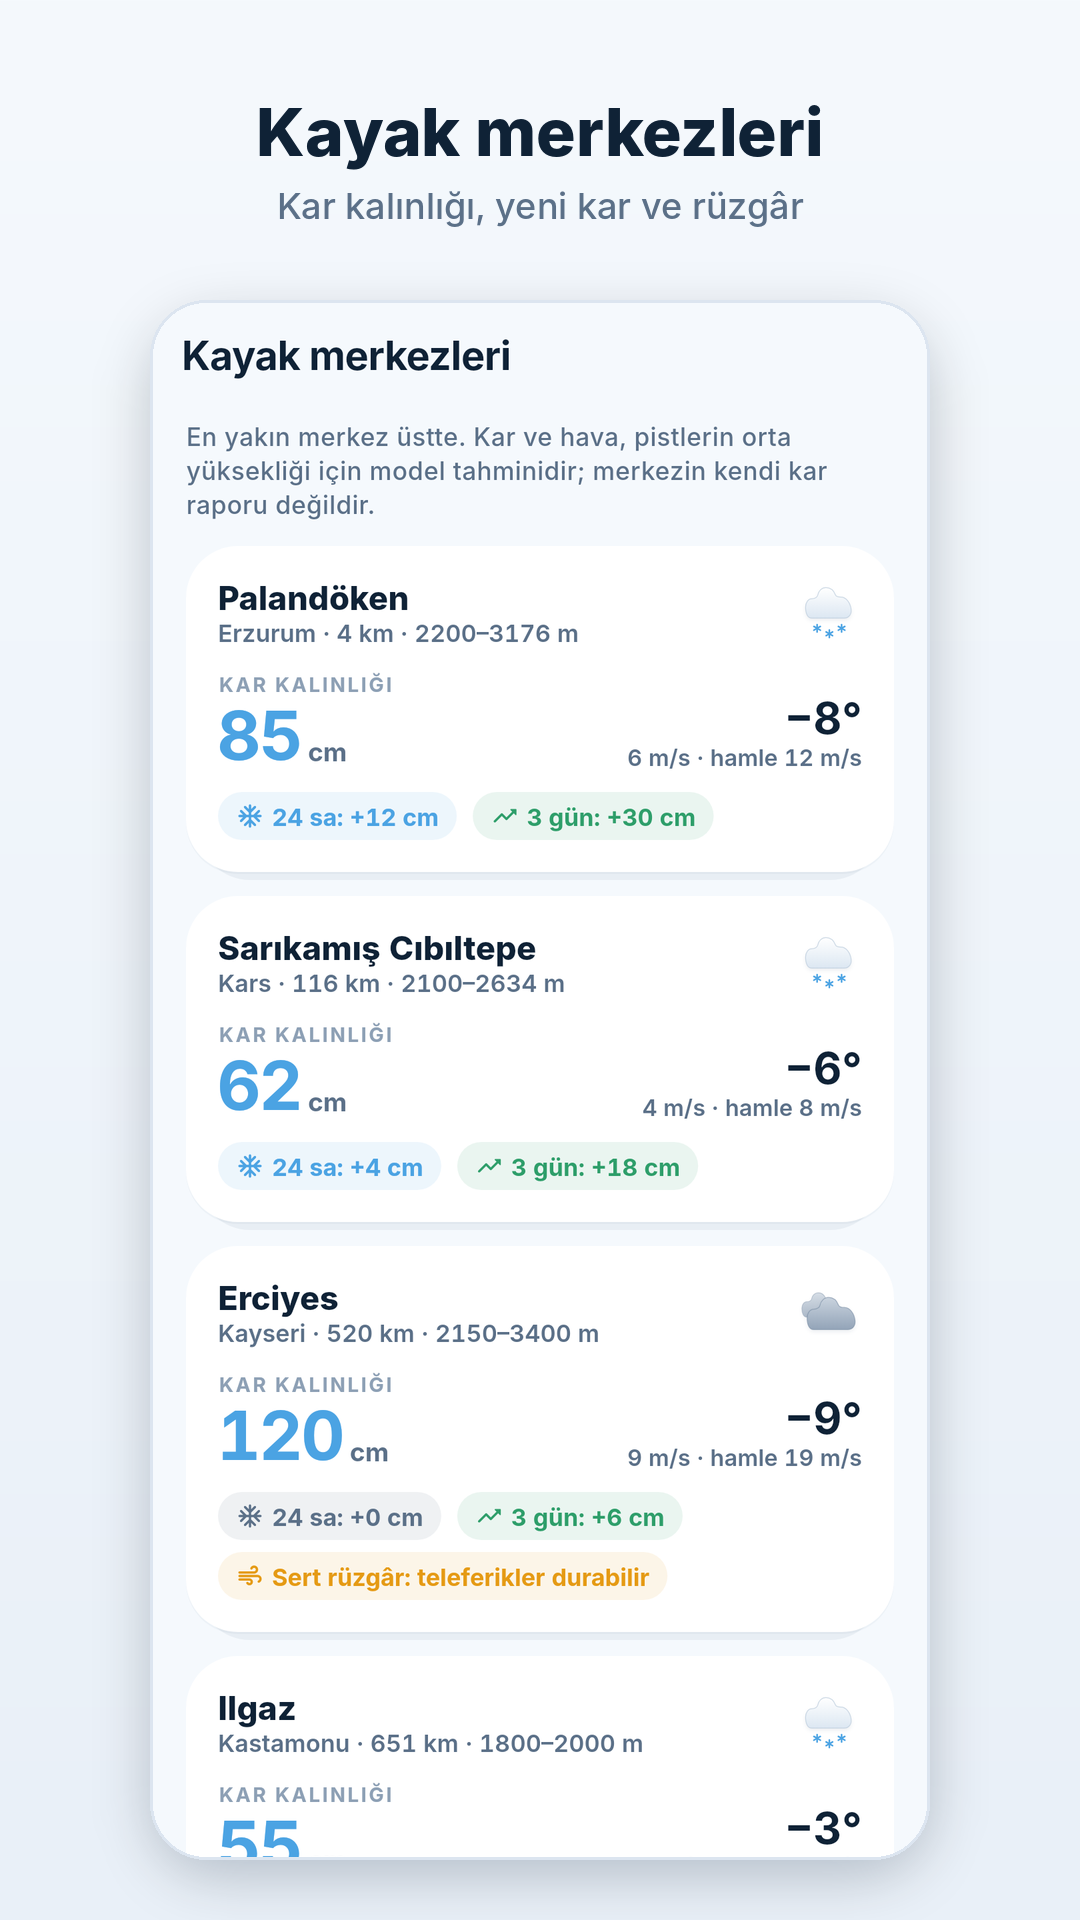 Kayak merkezleri
Kar kalınlığı, yeni kar ve rüzgâr
Kayak merkezleri
En yakın merkez üstte. Kar ve hava, pistlerin orta
yüksekliği için model tahminidir; merkezin kendi kar
raporu değildir.
Palandöken
Erzurum · 4 km · 2200–3176 m
KAR KALINLIĞI
85 cm
−8°
6 m/s · hamle 12 m/s
24 sa: +12 cm
3 gün: +30 cm
Sarıkamış Cıbıltepe
Kars · 116 km · 2100–2634 m
KAR KALINLIĞI
62 cm
−6°
4 m/s · hamle 8 m/s
24 sa: +4 cm
3 gün: +18 cm
Erciyes
Kayseri · 520 km · 2150–3400 m
KAR KALINLIĞI
120 cm
−9°
9 m/s · hamle 19 m/s
24 sa: +0 cm
3 gün: +6 cm
Sert rüzgâr: teleferikler durabilir
Ilgaz
Kastamonu · 651 km · 1800–2000 m
KAR KALINLIĞI
55
−3°